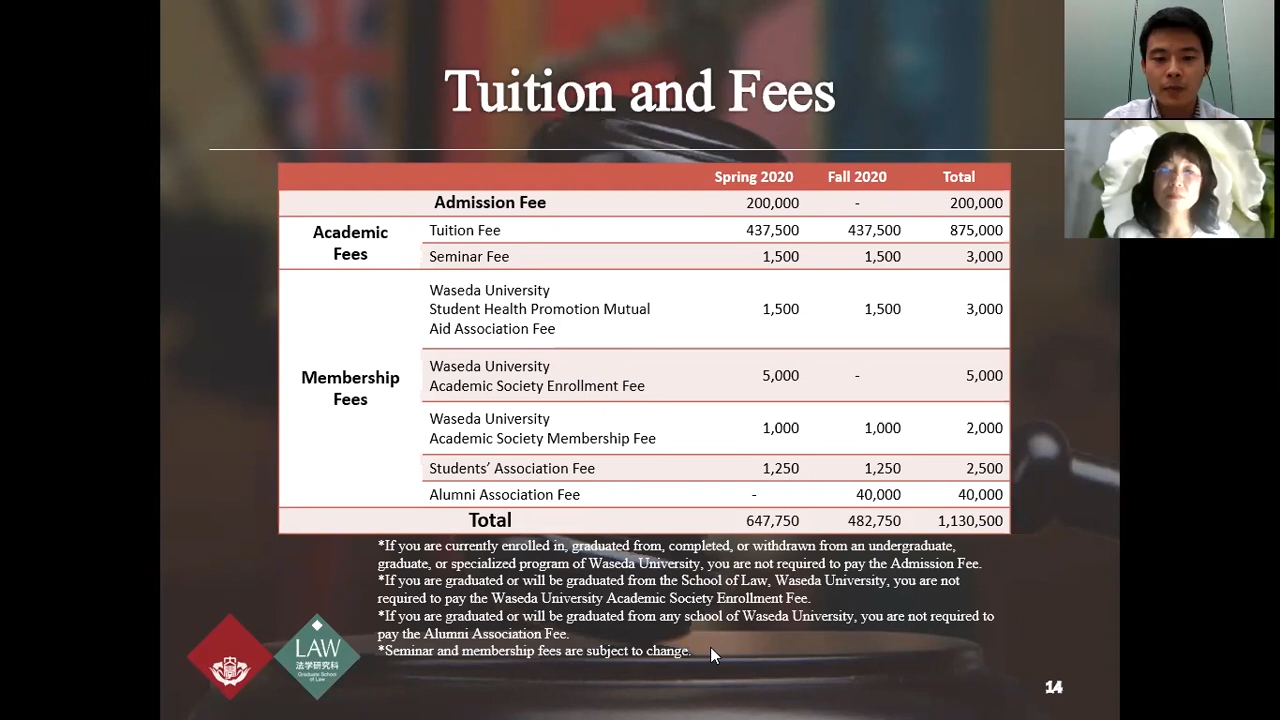 Tuition and Fees
Spring 2020 Fall 2020 Total
Admission Fee 200,000 - 200,000
Academic Fees
Tuition Fee 437,500 437,500 875,000
Seminar Fee 1,500 1,500 3,000
Membership Fees
Waseda University
Student Health Promotion Mutual
Aid Association Fee 1,500 1,500 3,000
Waseda University
Academic Society Enrollment Fee 5,000 - 5,000
Waseda University
Academic Society Membership Fee 1,000 1,000 2,000
Students’ Association Fee 1,250 1,250 2,500
Alumni Association Fee - 40,000 40,000
Total 647,750 482,750 1,130,500
*If you are currently enrolled in, graduated from, completed, or withdrawn from an undergraduate,
graduate, or specialized program of Waseda University, you are not required to pay the Admission Fee.
*If you are graduated or will be graduated from the School of Law, Waseda University, you are not
required to pay the Waseda University Academic Society Enrollment Fee.
*If you are graduated or will be graduated from any school of Waseda University, you are not required to
pay the Alumni Association Fee.
*Seminar and membership fees are subject to change.
LAW
法学研究科
Graduate School
of Law
14